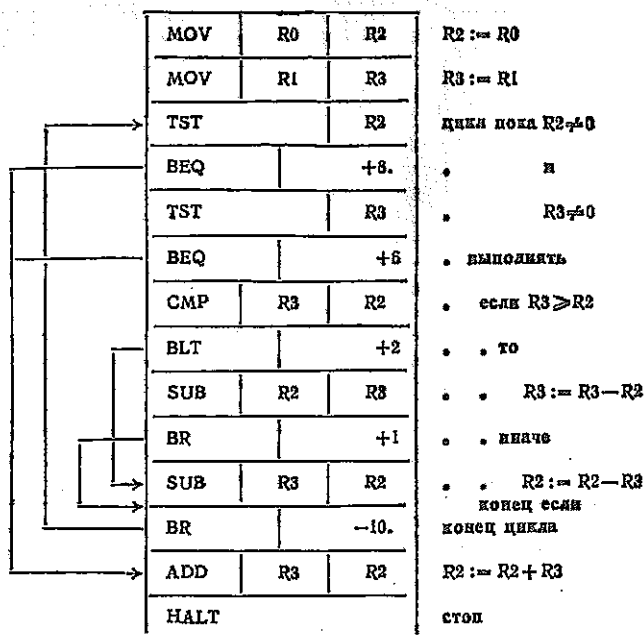 MOV R0 R2 R2 := R0
MOV R1 R3 R3 := R1
TST R2 цикл пока R2≠0
BEQ +8. • и
TST R3 • R3≠0
BEQ +6 • выполнять
CMP R3 R2 • если R3⩾R2
BLT +2 • • то
SUB R2 R3 • • R3 := R3—R2
BR +1 • • иначе
SUB R3 R2 • • R2 := R2—R3
конец если
BR —10. конец цикла
ADD R3 R2 R2 := R2 + R3
HALT стоп